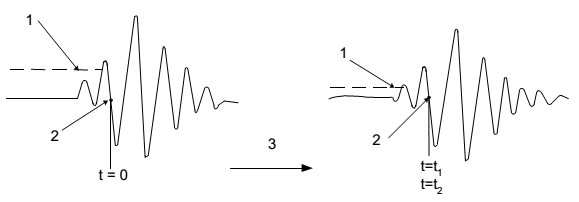 1
2
t = 0
3
1
2
t=t₁
t=t₂